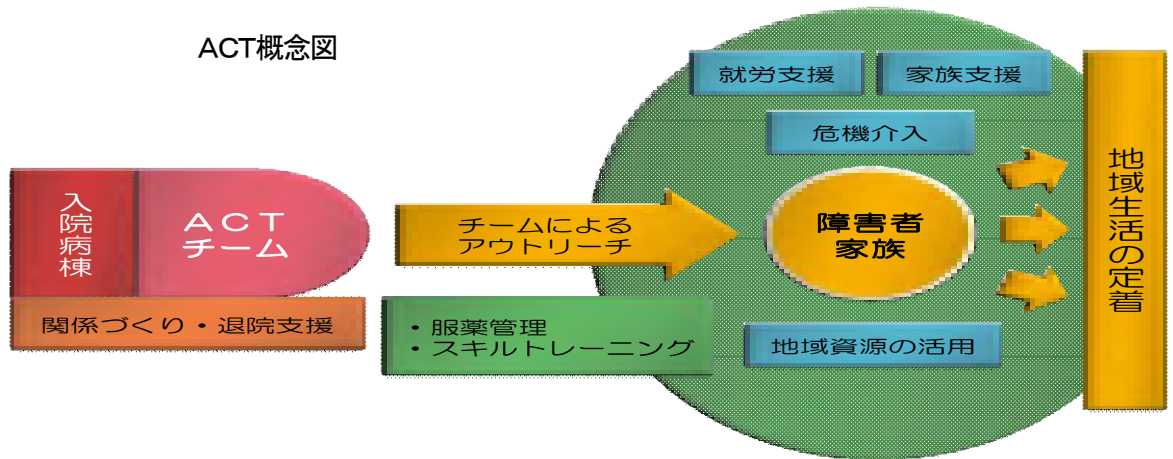 ACT概念図
就労支援
家族支援
危機介入
入院病棟
ACT
チーム
チームによる
アウトリーチ
障害者
家族
地域生活の定着
関係づくり・退院支援
・服薬管理
・スキルトレーニング
地域資源の活用